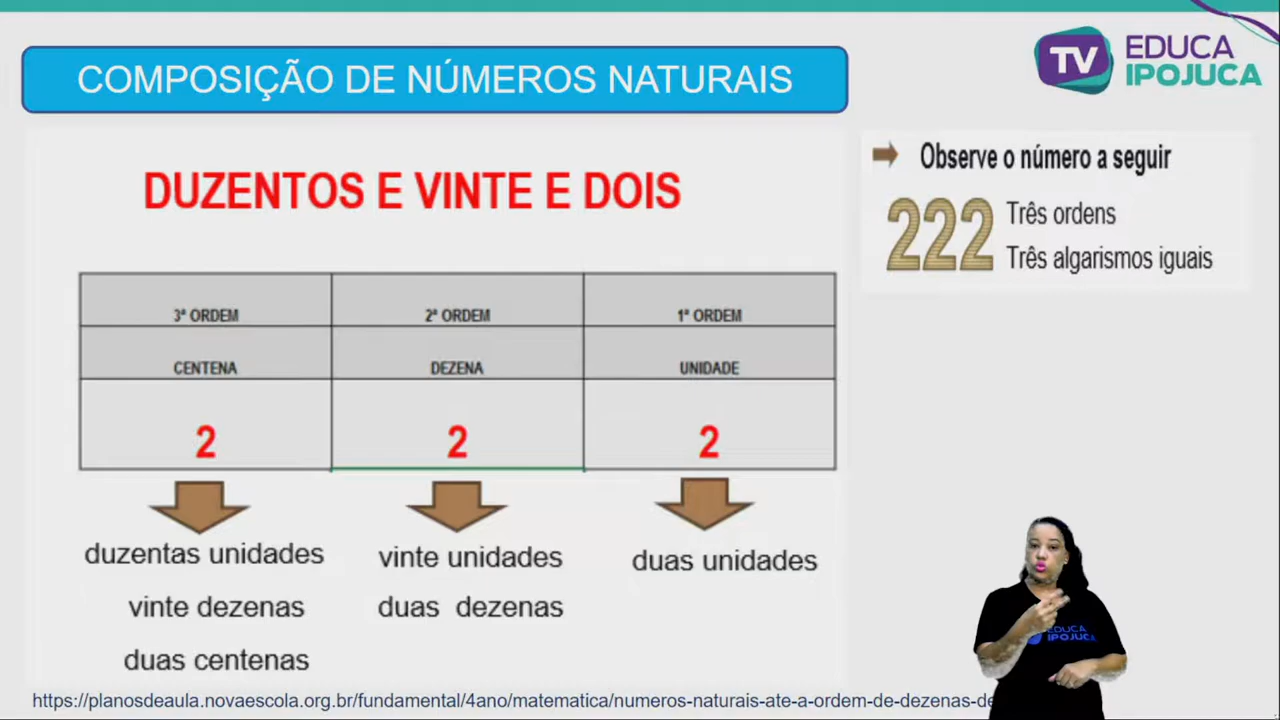 COMPOSIÇÃO DE NÚMEROS NATURAIS
TV
EDUCA
IPOJUCA
DUZENTOS E VINTE E DOIS
Observe o número a seguir
222
Três ordens
Três algarismos iguais
3ª ORDEM
2ª ORDEM
1ª ORDEM
CENTENA
DEZENA
UNIDADE
2
2
2
duzentas unidades
vinte unidades
duas unidades
vinte dezenas
duas dezenas
duas centenas
EDUCA
IPOJUCA
https://planosdeaula.novaescola.org.br/fundamental/4ano/matematica/numeros-naturais-ate-a-ordem-de-dezenas-de